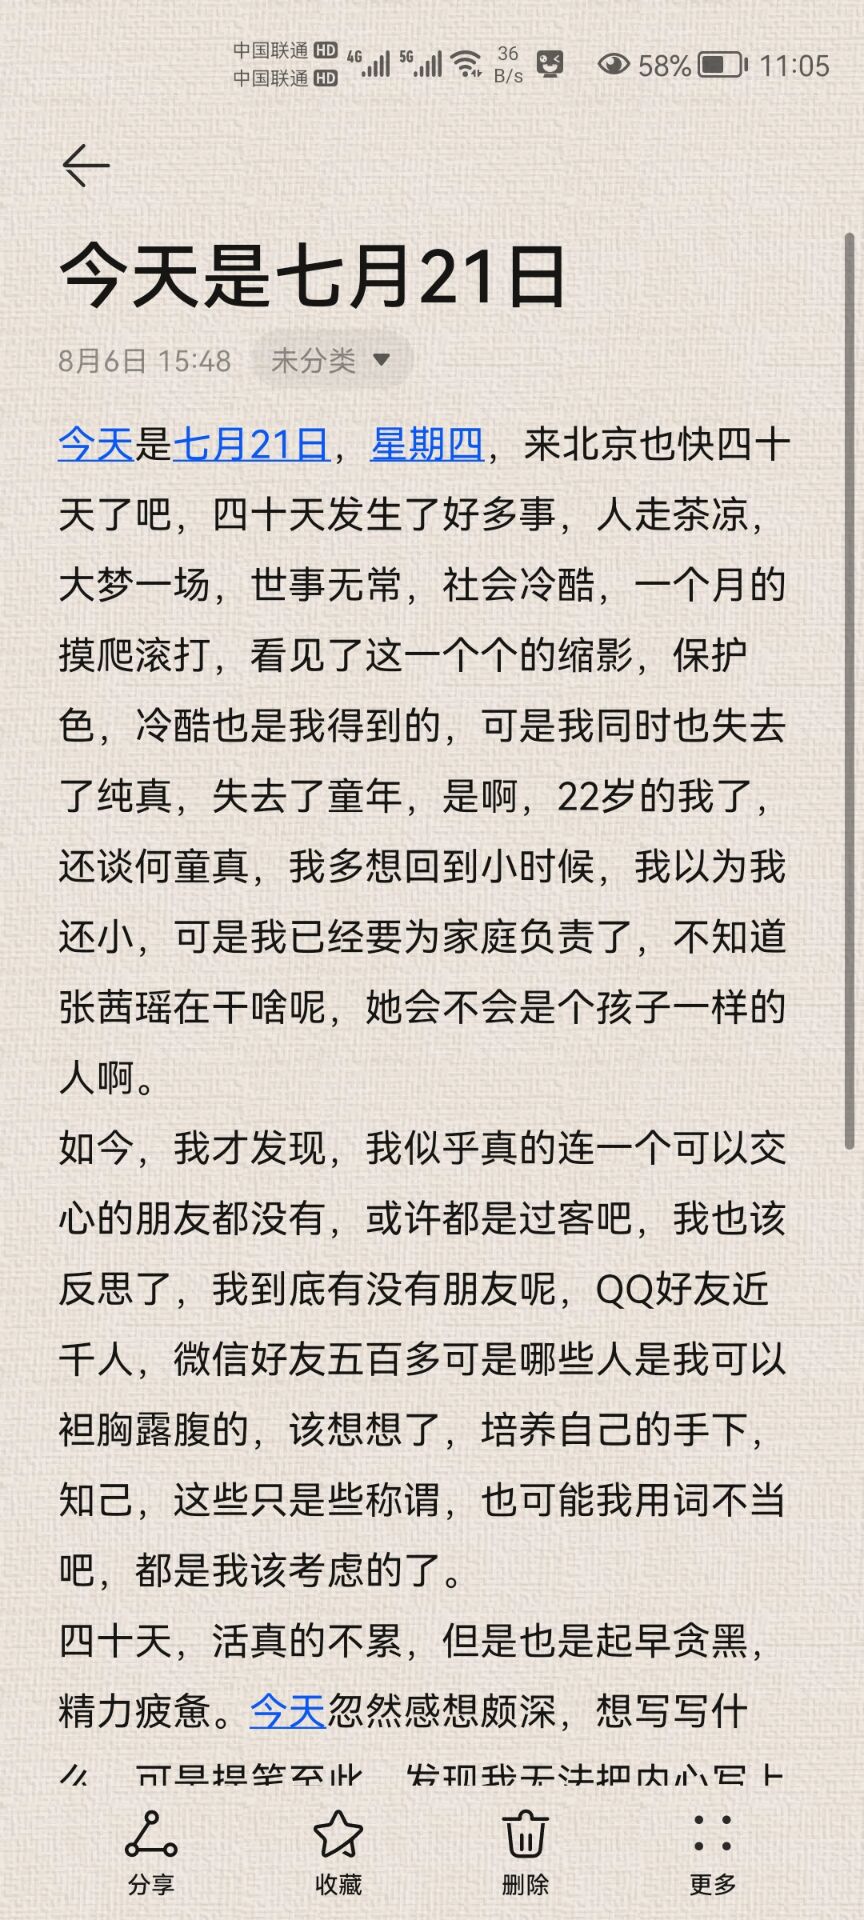 中国联通 HD 4G 5G 36 58% 11:05
中国联通 HD B/s
今天是七月21日
8月6日 15:48 未分类
今天是七月21日，星期四，来北京也快四十
天了吧，四十天发生了好多事，人走茶凉，
大梦一场，世事无常，社会冷酷，一个月的
摸爬滚打，看见了这一个个的缩影，保护
色，冷酷也是我得到的，可是我同时也失去
了纯真，失去了童年，是啊，22岁的我了，
还谈何童真，我多想回到小时候，我以为我
还小，可是我已经要为家庭负责了，不知道
张茜瑶在干啥呢，她会不会是个孩子一样的
人啊。
如今，我才发现，我似乎真的连一个可以交
心的朋友都没有，或许都是过客吧，我也该
反思了，我到底有没有朋友呢，QQ好友近
千人，微信好友五百多可是哪些人是我可以
袒胸露腹的，该想想了，培养自己的手下，
知己，这些只是些称谓，也可能我用词不当
吧，都是我该考虑的了。
四十天，活真的不累，但是也是起早贪黑，
精力疲惫。今天忽然感想颇深，想写写什
么，可是提笔至此，发现我无法把内心写上
分享 收藏 删除 更多